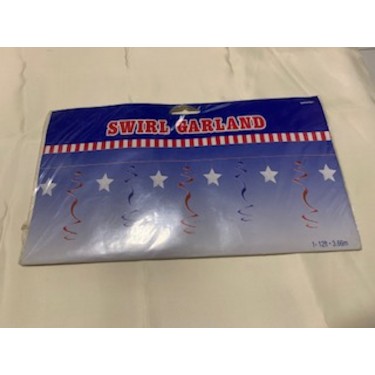 SWIRL GARLAND
1 - 12ft • 3.66m